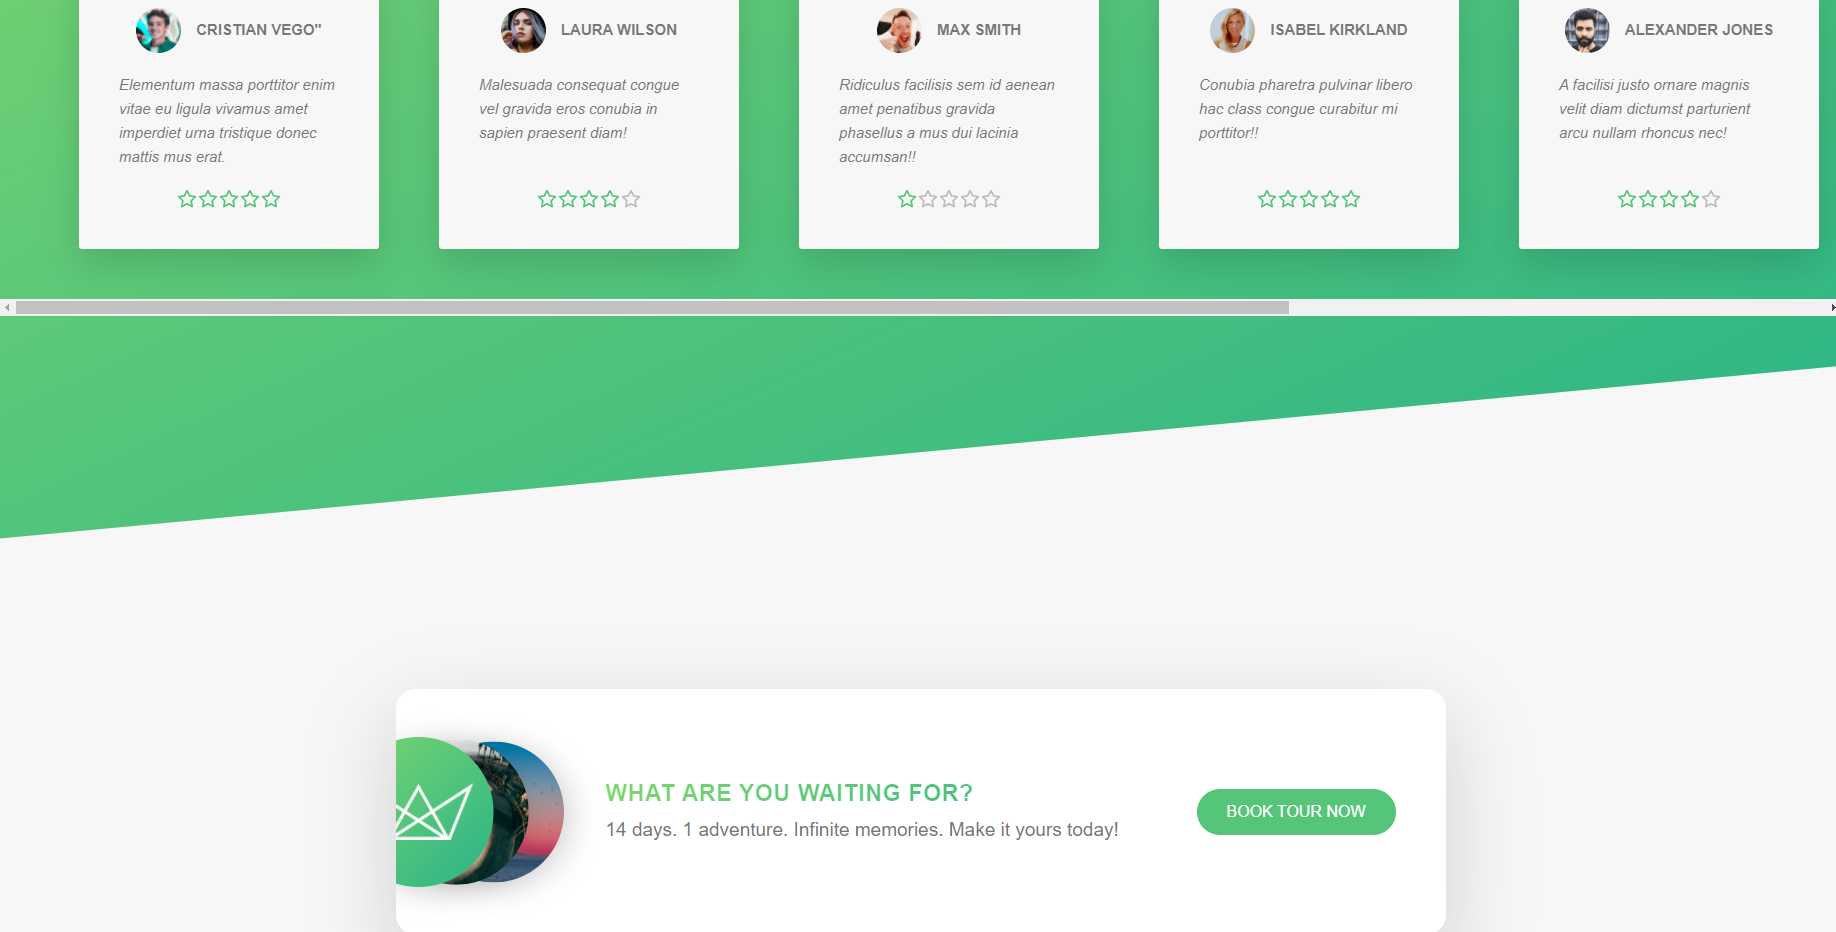 CRISTIAN VEGO"
Elementum massa porttitor enim
vitae eu ligula vivamus amet
imperdiet urna tristique donec
mattis mus erat.
LAURA WILSON
Malesuada consequat congue
vel gravida eros conubia in
sapien praesent diam!
MAX SMITH
Ridiculus facilisis sem id aenean
amet penatibus gravida
phasellus a mus dui lacinia
accumsan!!
ISABEL KIRKLAND
Conubia pharetra pulvinar libero
hac class congue curabitur mi
porttitor!!
ALEXANDER JONES
A facilisi justo ornare magnis
velit diam dictumst parturient
arcu nullam rhoncus nec!
WHAT ARE YOU WAITING FOR?
14 days. 1 adventure. Infinite memories. Make it yours today!
BOOK TOUR NOW